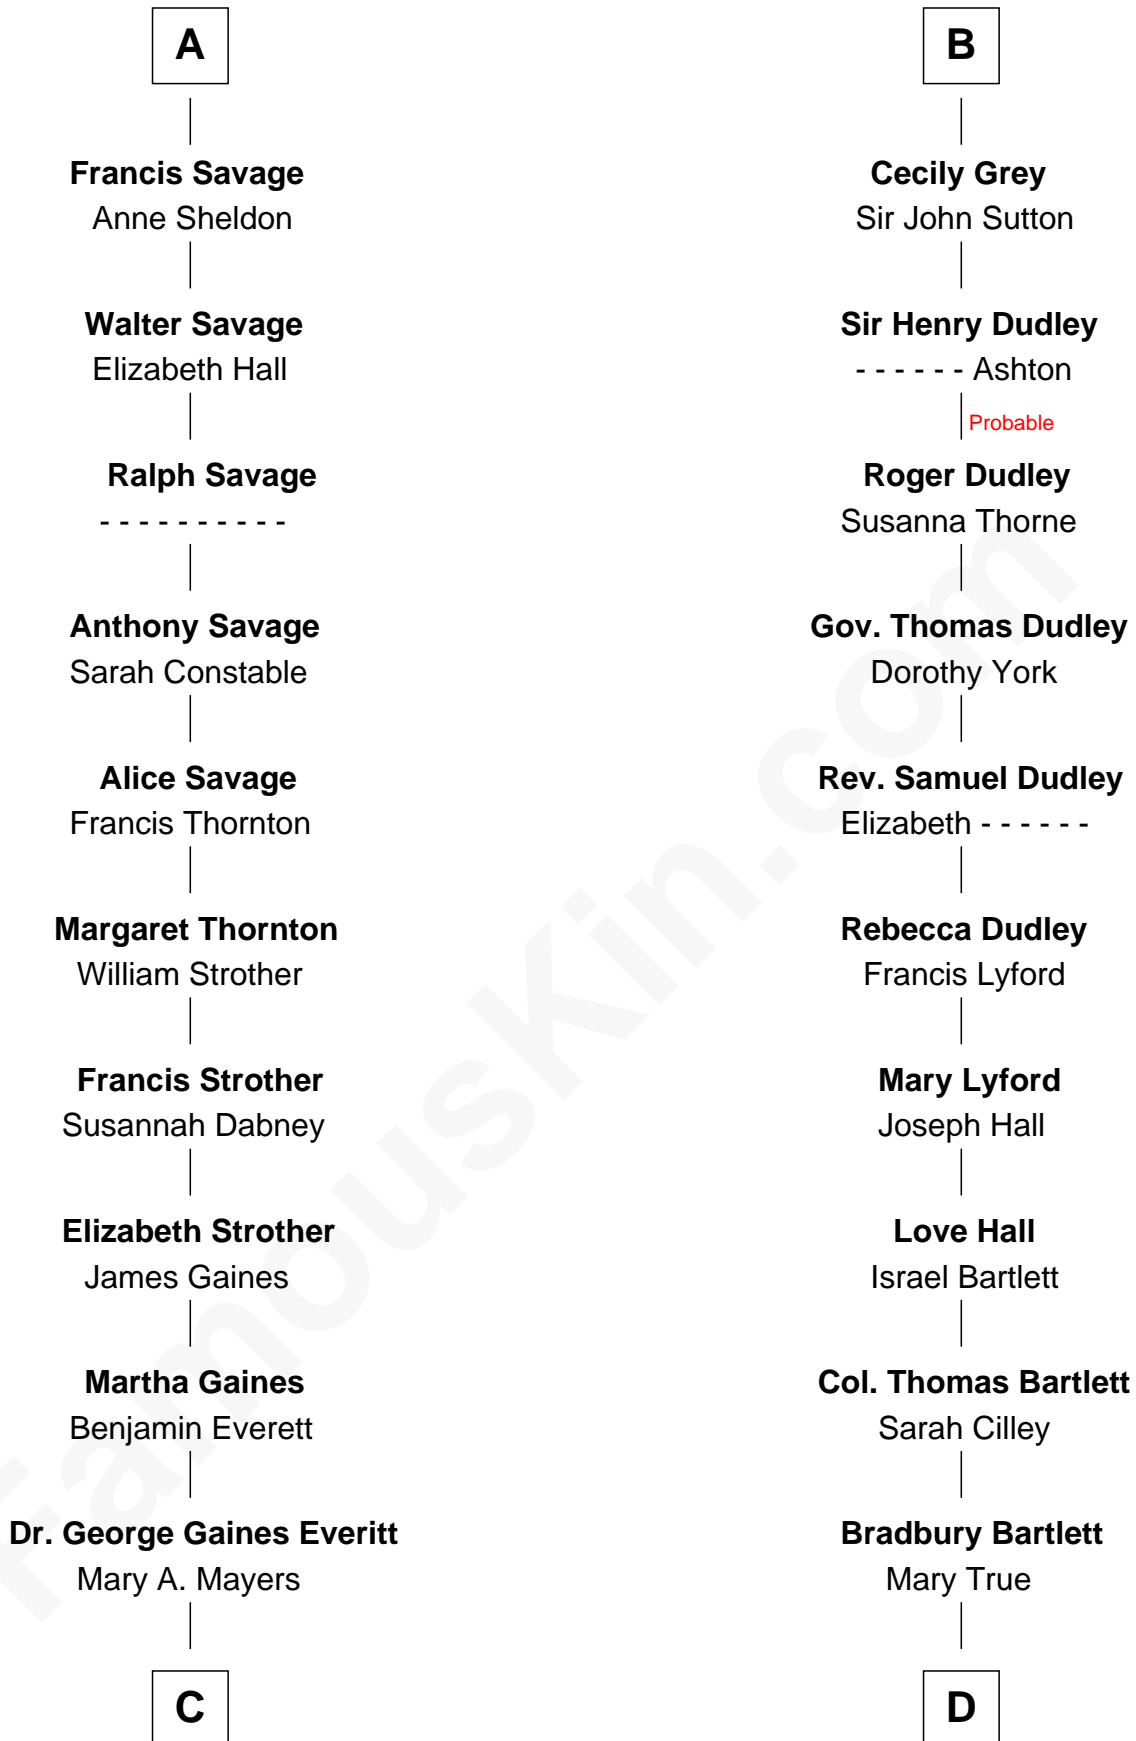 A
Francis Savage
Anne Sheldon
Walter Savage
Elizabeth Hall
Ralph Savage
- - - - - - - - - -
Anthony Savage
Sarah Constable
Alice Savage
Francis Thornton
Margaret Thornton
William Strother
Francis Strother
Susannah Dabney
Elizabeth Strother
James Gaines
Martha Gaines
Benjamin Everett
Dr. George Gaines Everitt
Mary A. Mayers
C
B
Cecily Grey
Sir John Sutton
Sir Henry Dudley
- - - - - - Ashton
Probable
Roger Dudley
Susanna Thorne
Gov. Thomas Dudley
Dorothy York
Rev. Samuel Dudley
Elizabeth - - - - - -
Rebecca Dudley
Francis Lyford
Mary Lyford
Joseph Hall
Love Hall
Israel Bartlett
Col. Thomas Bartlett
Sarah Cilley
Bradbury Bartlett
Mary True
D
FamousKin.com